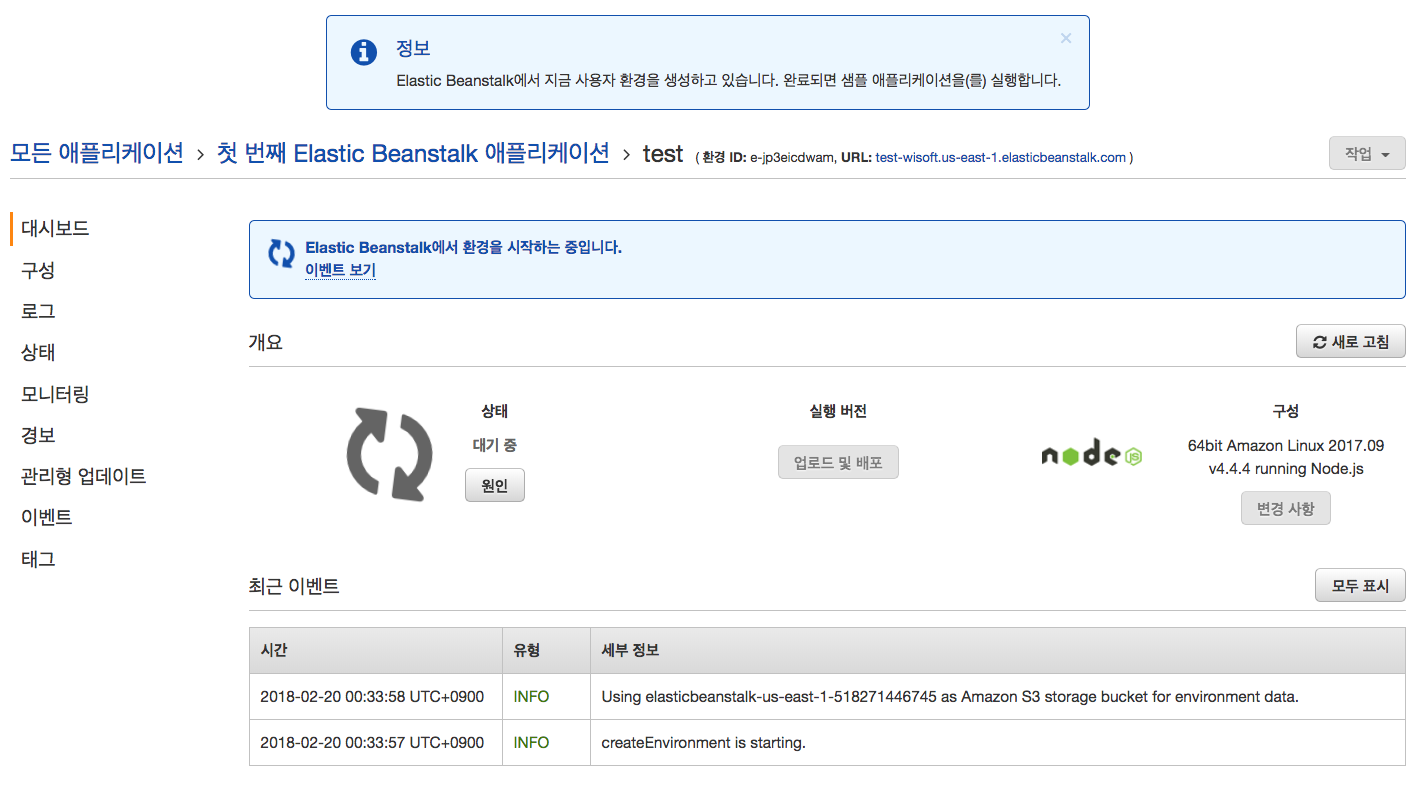 정보
Elastic Beanstalk에서 지금 사용자 환경을 생성하고 있습니다. 완료되면 샘플 애플리케이션을(를) 실행합니다.
모든 애플리케이션 › 첫 번째 Elastic Beanstalk 애플리케이션 › test ( 환경 ID: e-jp3eicdwam, URL: test-wisoft.us-east-1.elasticbeanstalk.com )
작업
대시보드
구성
로그
상태
모니터링
경보
관리형 업데이트
이벤트
태그
Elastic Beanstalk에서 환경을 시작하는 중입니다.
이벤트 보기
개요
새로 고침
상태
대기 중
원인
실행 버전
업로드 및 배포
node JS
구성
64bit Amazon Linux 2017.09
v4.4.4 running Node.js
변경 사항
최근 이벤트
모두 표시
시간 유형 세부 정보
2018-02-20 00:33:58 UTC+0900 INFO Using elasticbeanstalk-us-east-1-518271446745 as Amazon S3 storage bucket for environment data.
2018-02-20 00:33:57 UTC+0900 INFO createEnvironment is starting.